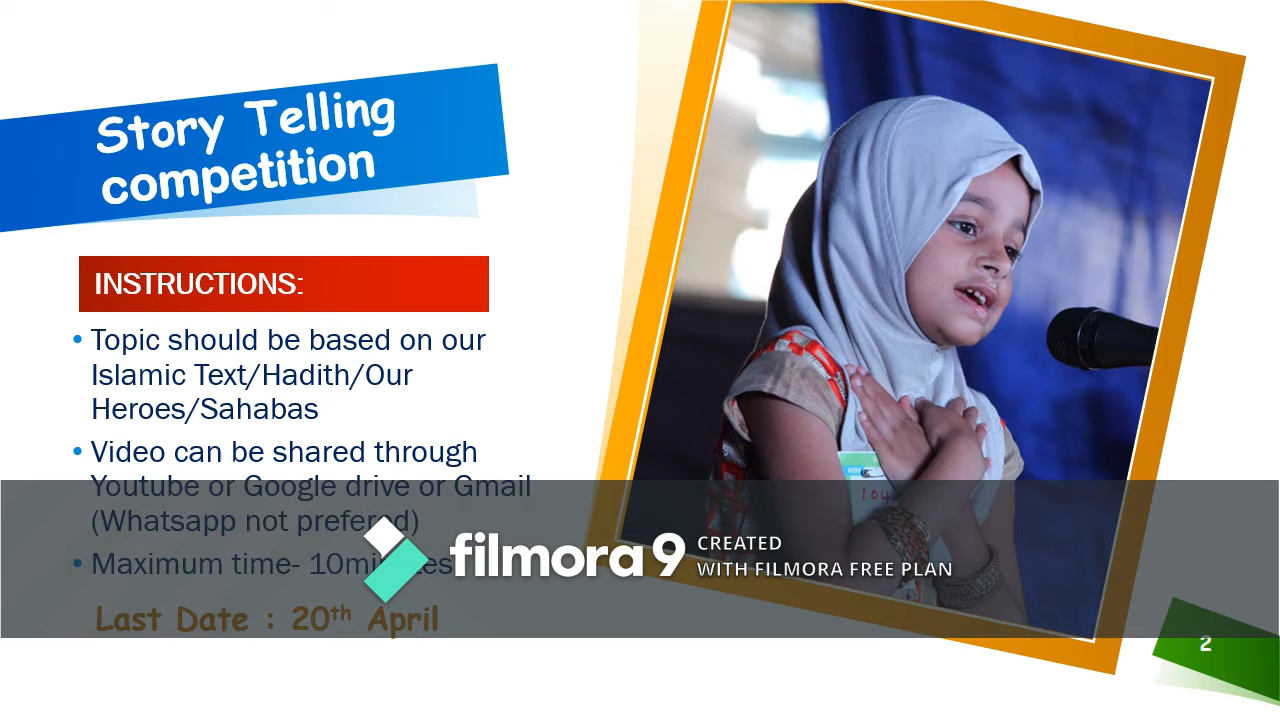 Story Telling
competition
INSTRUCTIONS:
• Topic should be based on our
Islamic Text/Hadith/Our
Heroes/Sahabas
• Video can be shared through
Youtube or Google drive or Gmail
(Whatsapp not prefered)
• Maximum time- 10minutes
Last Date : 20th April
104
filmora9
CREATED
WITH FILMORA FREE PLAN
2